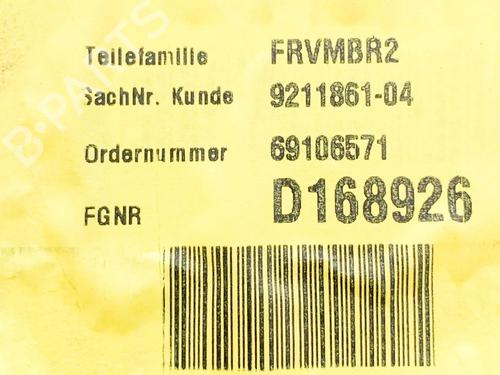 Teilefamilie FRVMBR2
SachNr. Kunde 9211861-04
Ordernummer 69106571
FGNR D168926
B-PARTS